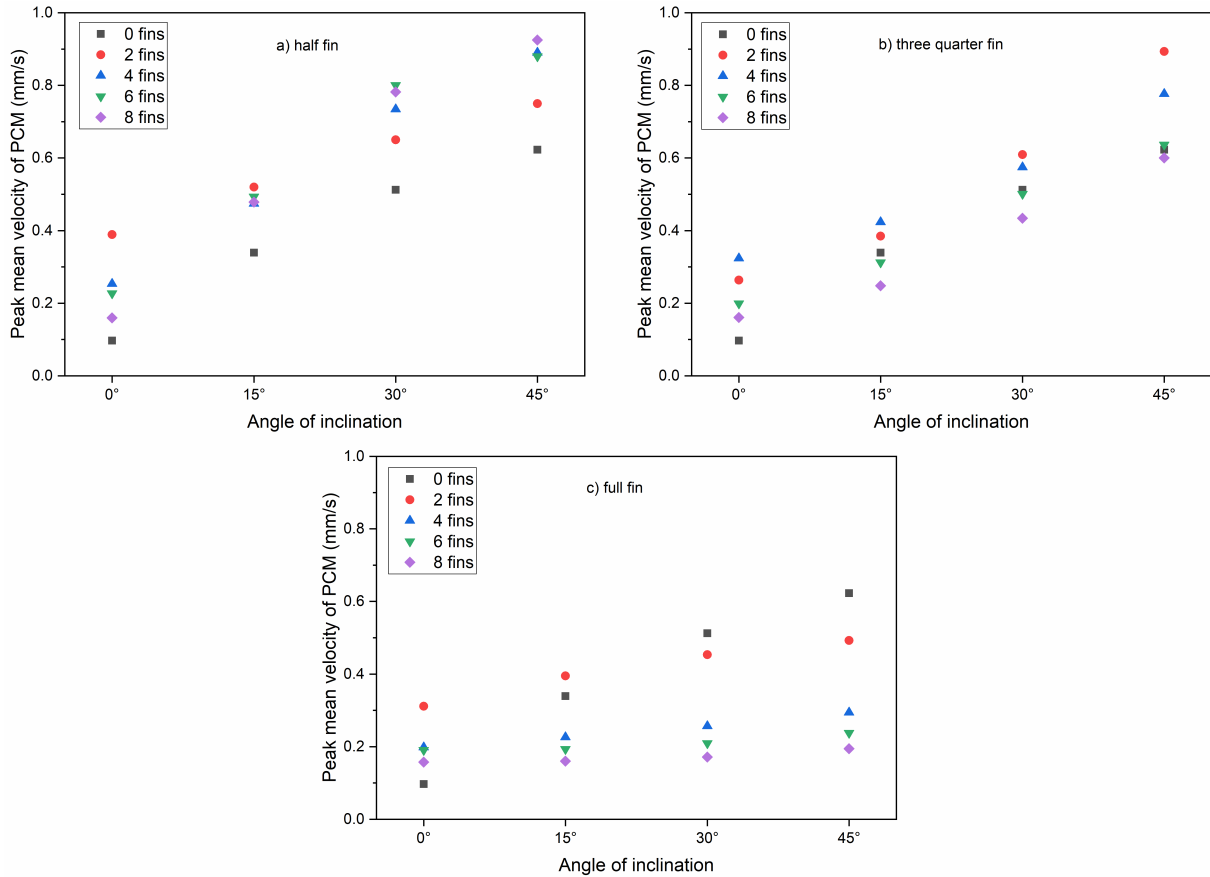 a) half fin
0 fins
2 fins
4 fins
6 fins
8 fins
Peak mean velocity of PCM (mm/s)
1.0
0.8
0.6
0.4
0.2
0.0
0° 15° 30° 45°
Angle of inclination
b) three quarter fin
0 fins
2 fins
4 fins
6 fins
8 fins
Peak mean velocity of PCM (mm/s)
1.0
0.8
0.6
0.4
0.2
0.0
0° 15° 30° 45°
Angle of inclination
c) full fin
0 fins
2 fins
4 fins
6 fins
8 fins
Peak mean velocity of PCM (mm/s)
1.0
0.8
0.6
0.4
0.2
0.0
0° 15° 30° 45°
Angle of inclination